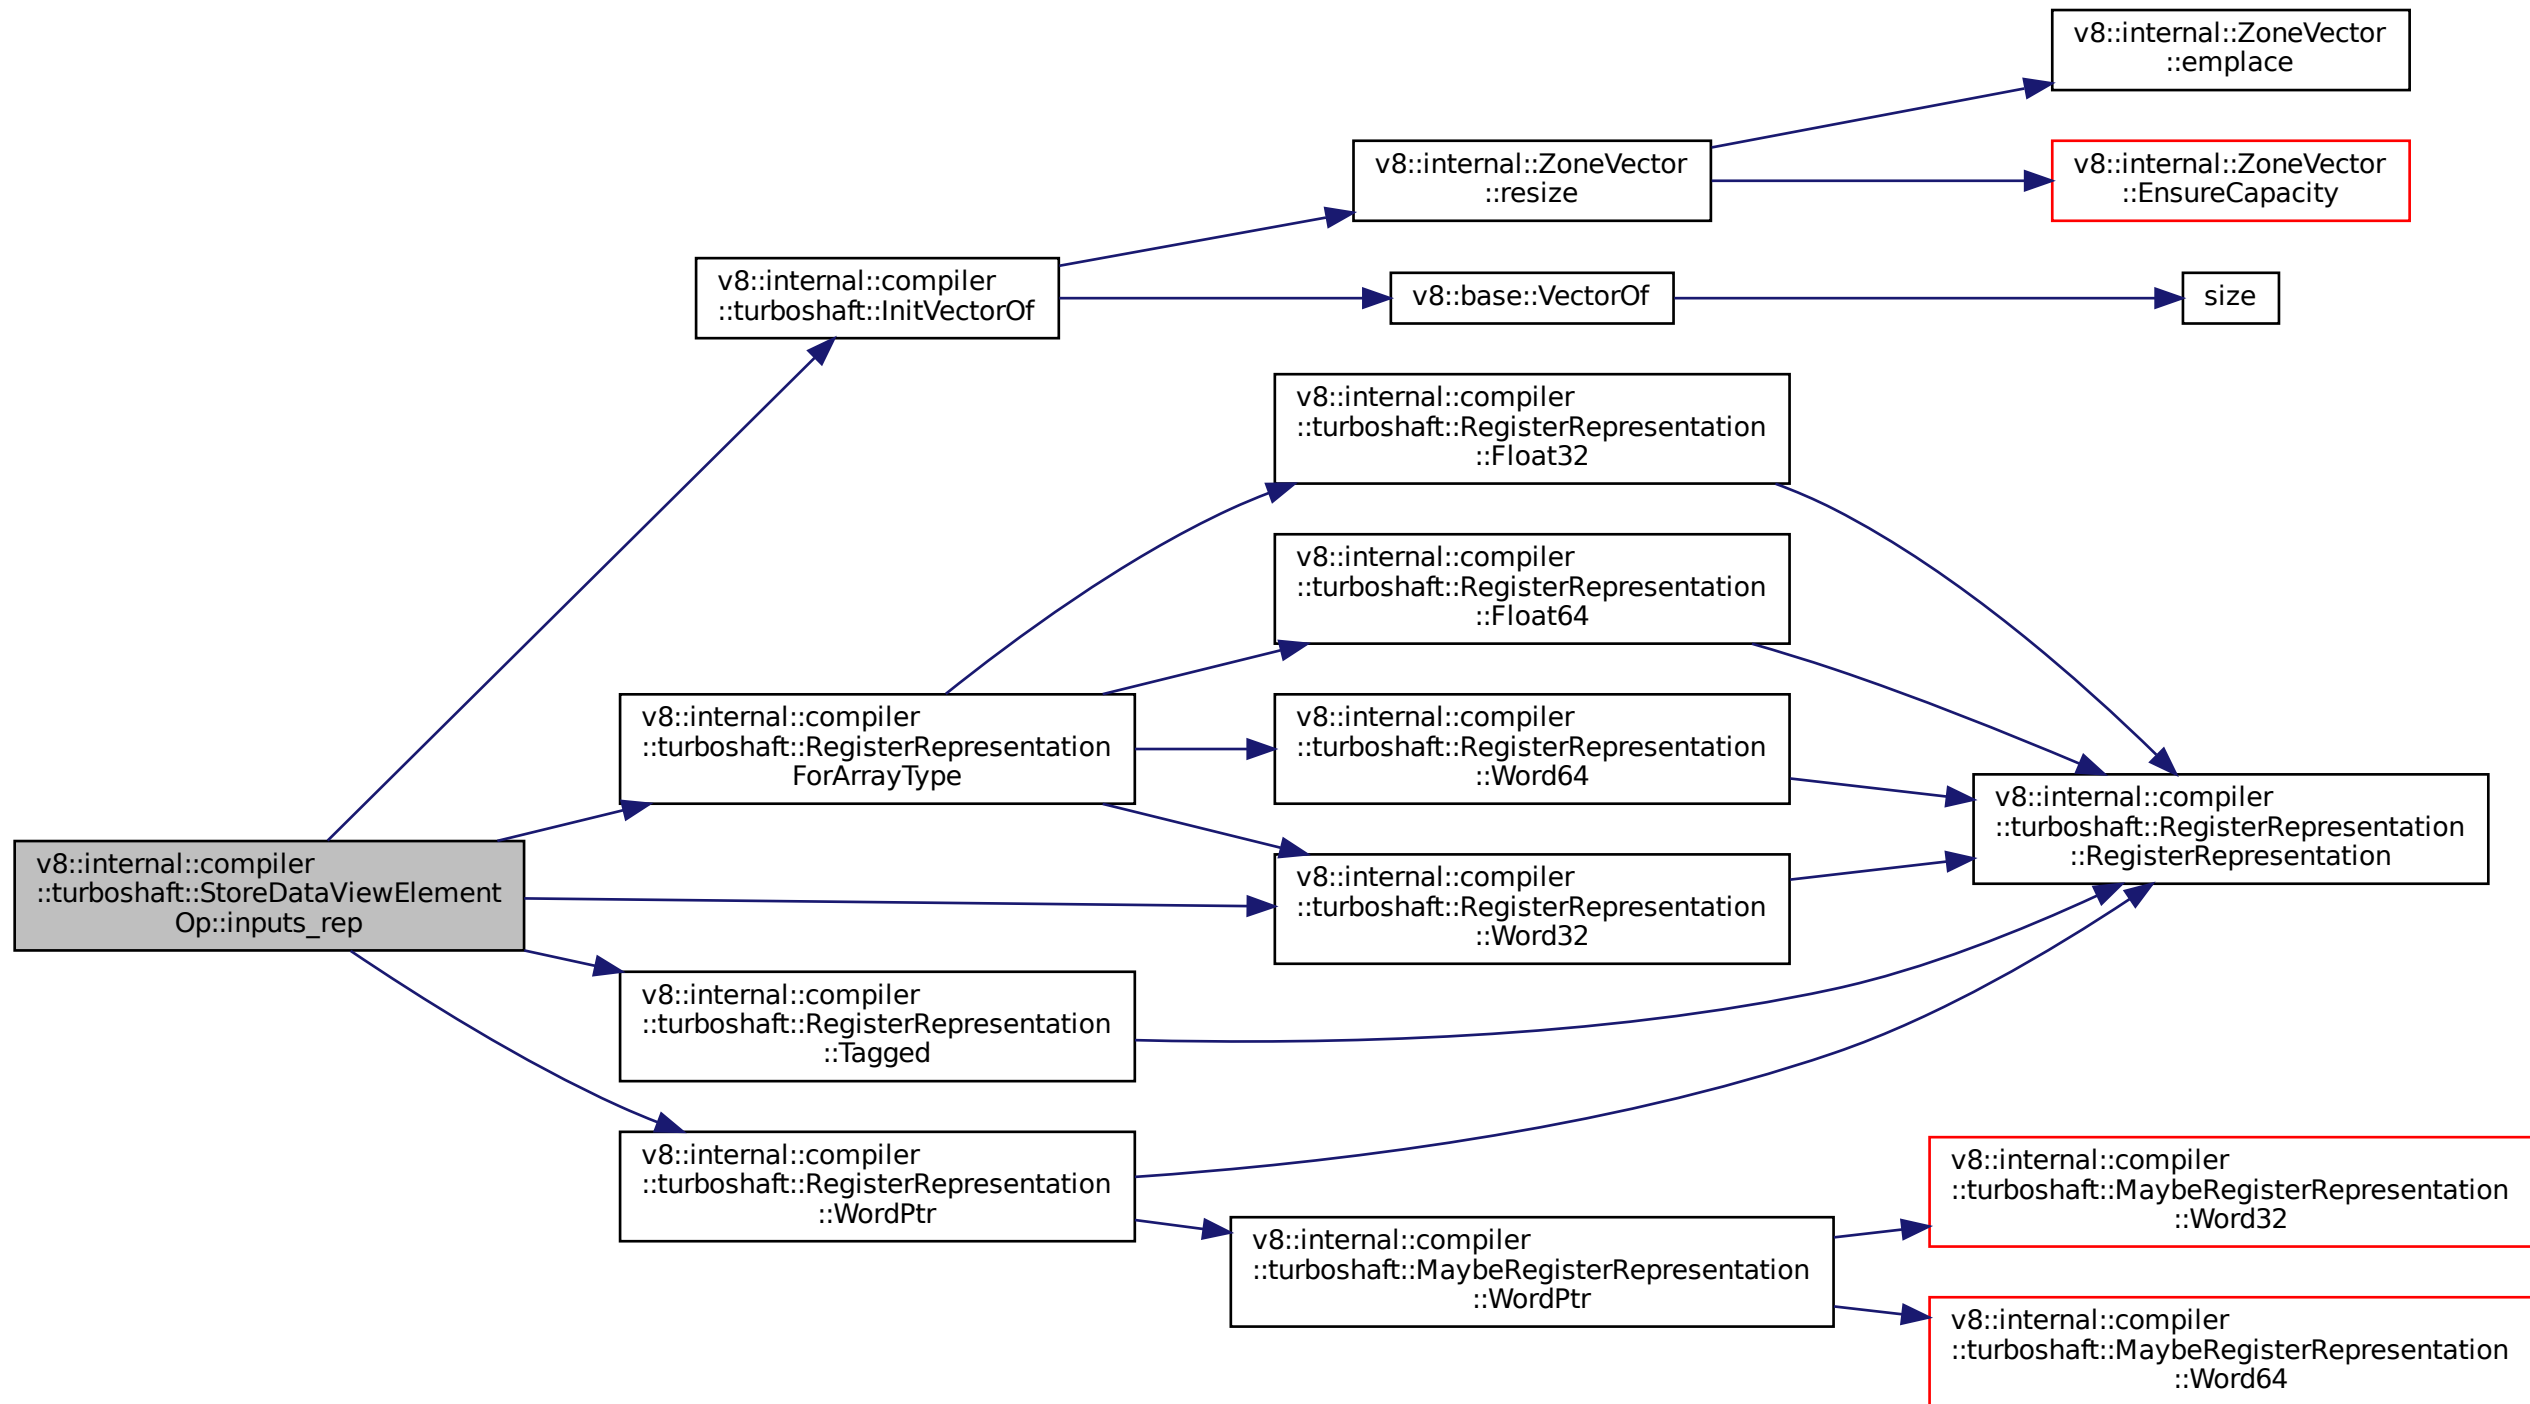 v8::internal::ZoneVector
::emplace
v8::internal::ZoneVector
::resize
v8::internal::ZoneVector
::EnsureCapacity
v8::internal::compiler
::turboshaft::InitVectorOf
v8::base::VectorOf
size
v8::internal::compiler
::turboshaft::RegisterRepresentation
::Float32
v8::internal::compiler
::turboshaft::RegisterRepresentation
::Float64
v8::internal::compiler
::turboshaft::RegisterRepresentation
ForArrayType
v8::internal::compiler
::turboshaft::RegisterRepresentation
::Word64
v8::internal::compiler
::turboshaft::RegisterRepresentation
::RegisterRepresentation
v8::internal::compiler
::turboshaft::StoreDataViewElement
Op::inputs_rep
v8::internal::compiler
::turboshaft::RegisterRepresentation
::Word32
v8::internal::compiler
::turboshaft::RegisterRepresentation
::Tagged
v8::internal::compiler
::turboshaft::RegisterRepresentation
::WordPtr
v8::internal::compiler
::turboshaft::MaybeRegisterRepresentation
::WordPtr
v8::internal::compiler
::turboshaft::MaybeRegisterRepresentation
::Word32
v8::internal::compiler
::turboshaft::MaybeRegisterRepresentation
::Word64